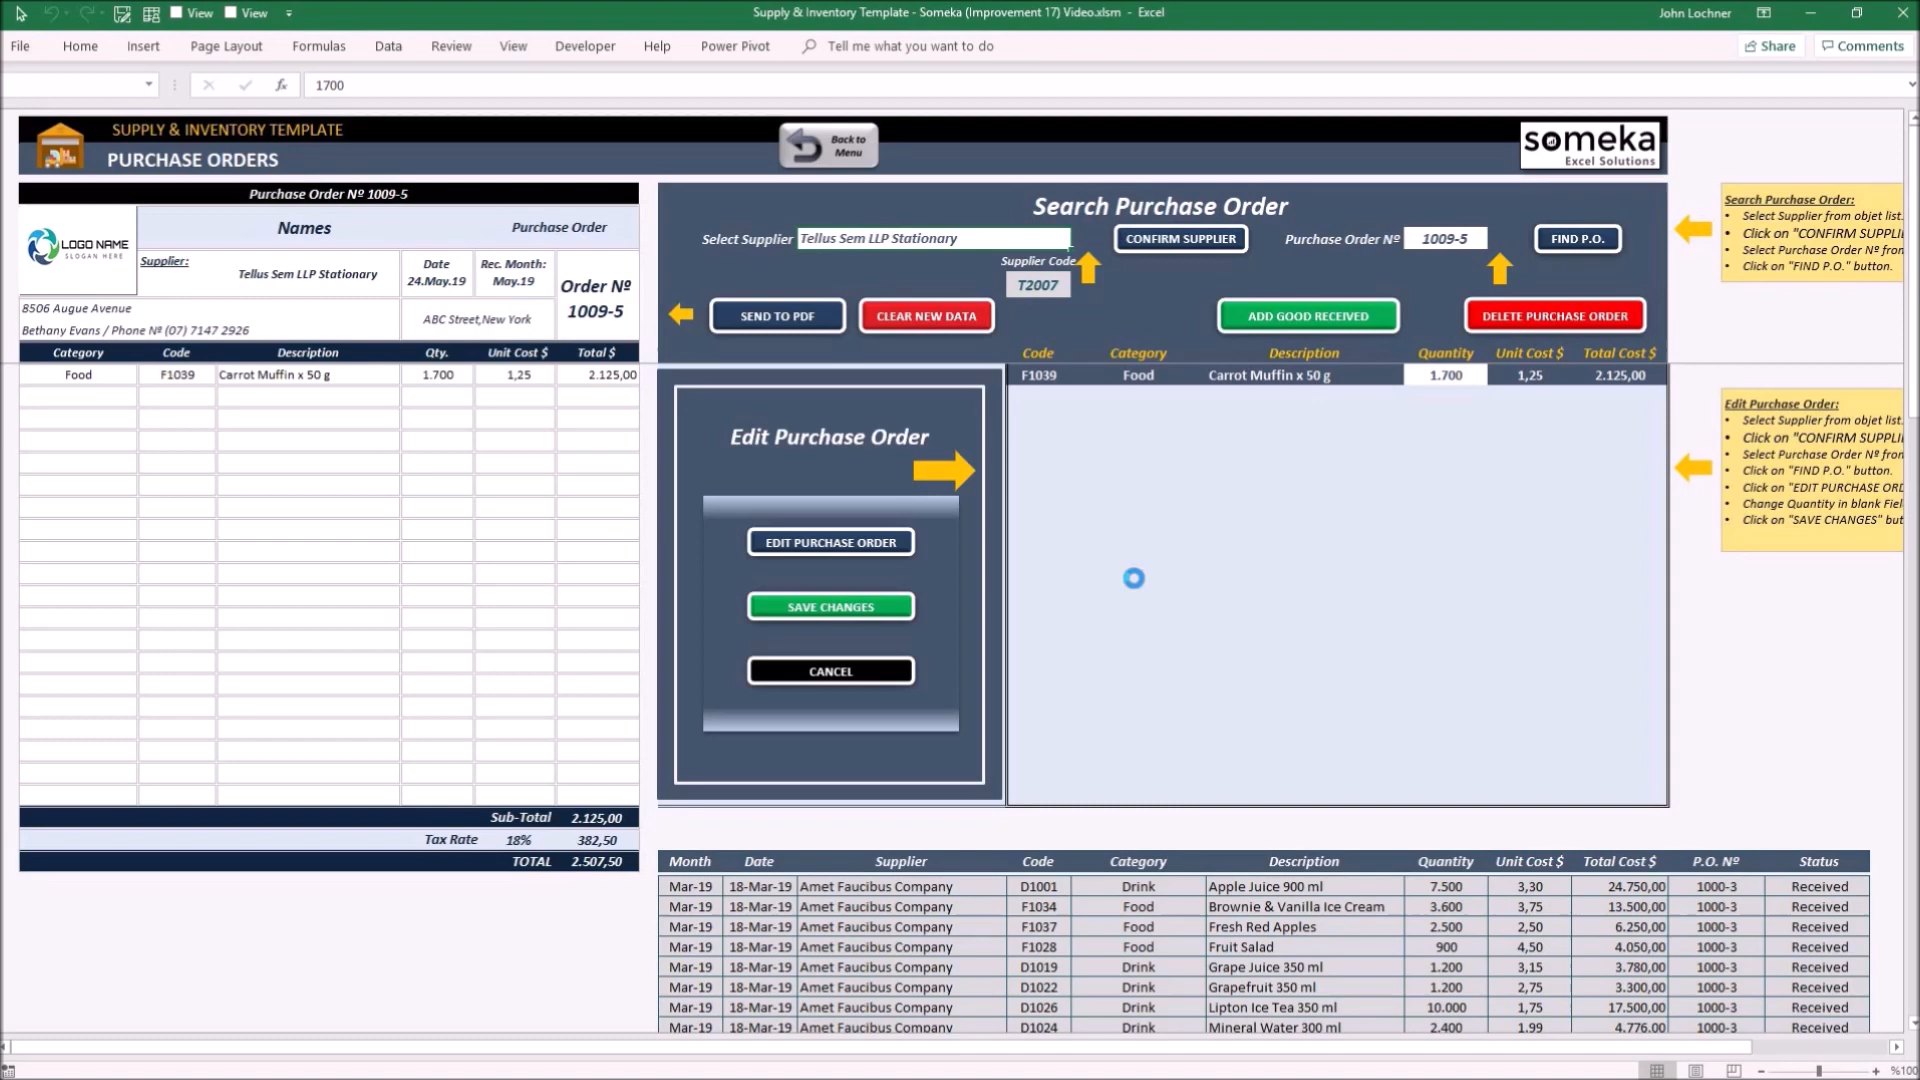 View View
Supply & Inventory Template - Someka (Improvement 17) Video.xlsm - Excel
John Lochner
File Home Insert Page Layout Formulas Data Review View Developer Help Power Pivot Tell me what you want to do Share Comments
fx 1700
SUPPLY & INVENTORY TEMPLATE
PURCHASE ORDERS
Back to Menu
someka
Excel Solutions
Purchase Order Nº 1009-5
LOGO NAME
SLOGAN HERE
Names Purchase Order
Supplier:
Tellus Sem LLP Stationary
Date
24.May.19
Rec. Month:
May.19
Order Nº
1009-5
8506 Augue Avenue
Bethany Evans / Phone Nº (07) 7147 2926
ABC Street,New York
Category Code Description Qty. Unit Cost $ Total $
Food F1039 Carrot Muffin x 50 g 1.700 1,25 2.125,00
Sub-Total 2.125,00
Tax Rate 18% 382,50
TOTAL 2.507,50
Search Purchase Order
Select Supplier Tellus Sem LLP Stationary CONFIRM SUPPLIER Purchase Order Nº 1009-5 FIND P.O.
Supplier Code
T2007
SEND TO PDF CLEAR NEW DATA ADD GOOD RECEIVED DELETE PURCHASE ORDER
Code Category Description Quantity Unit Cost $ Total Cost $
F1039 Food Carrot Muffin x 50 g 1.700 1,25 2.125,00
Edit Purchase Order
EDIT PURCHASE ORDER
SAVE CHANGES
CANCEL
Search Purchase Order:
• Select Supplier from objet list.
• Click on "CONFIRM SUPPLI
• Select Purchase Order Nº fron
• Click on "FIND P.O." button.
Edit Purchase Order:
• Select Supplier from objet list.
• Click on "CONFIRM SUPPLI
• Select Purchase Order Nº fron
• Click on "FIND P.O." button.
• Click on "EDIT PURCHASE ORD
• Change Quantity in blank Fiel
• Click on "SAVE CHANGES" but
Month Date Supplier Code Category Description Quantity Unit Cost $ Total Cost $ P.O. Nº Status
Mar-19 18-Mar-19 Amet Faucibus Company D1001 Drink Apple Juice 900 ml 7.500 3,30 24.750,00 1000-3 Received
Mar-19 18-Mar-19 Amet Faucibus Company F1034 Food Brownie & Vanilla Ice Cream 3.600 3,75 13.500,00 1000-3 Received
Mar-19 18-Mar-19 Amet Faucibus Company F1037 Food Fresh Red Apples 2.500 2,50 6.250,00 1000-3 Received
Mar-19 18-Mar-19 Amet Faucibus Company F1028 Food Fruit Salad 900 4,50 4.050,00 1000-3 Received
Mar-19 18-Mar-19 Amet Faucibus Company D1019 Drink Grape Juice 350 ml 1.200 3,15 3.780,00 1000-3 Received
Mar-19 18-Mar-19 Amet Faucibus Company D1022 Drink Grapefruit 350 ml 1.200 2,75 3.300,00 1000-3 Received
Mar-19 18-Mar-19 Amet Faucibus Company D1026 Drink Lipton Ice Tea 350 ml 10.000 1,75 17.500,00 1000-3 Received
Mar-19 18-Mar-19 Amet Faucibus Company D1024 Drink Mineral Water 300 ml 2.400 1,99 4.776,00 1000-3 Received
%100